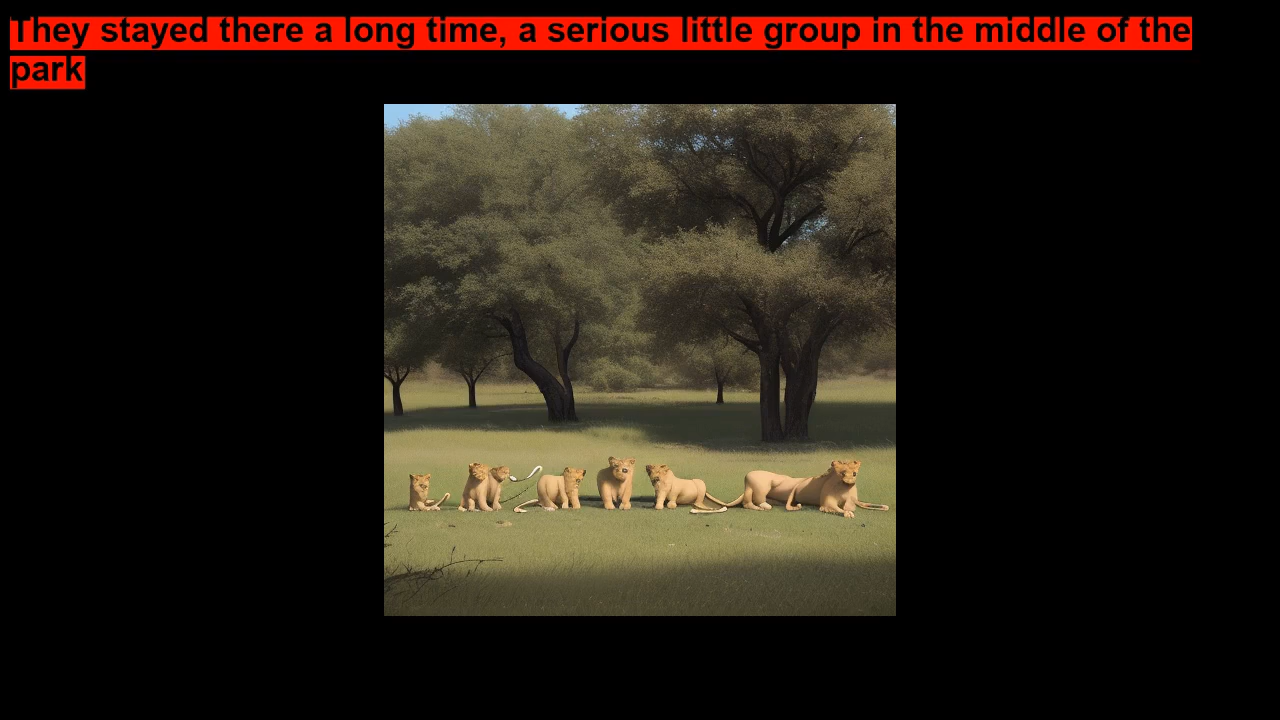 They stayed there a long time, a serious little group in the middle of the
park